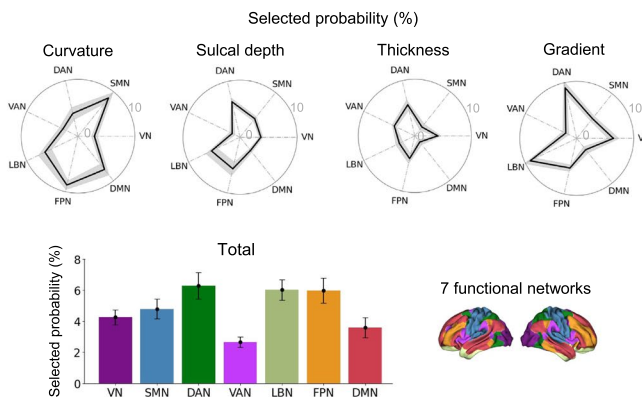 Selected probability (%)
Curvature
Sulcal depth
Thickness
Gradient
DAN
SMN
VAN
10
0
VN
LBN
DMN
FPN
DAN
SMN
VAN
10
0
VN
LBN
DMN
FPN
DAN
SMN
VAN
10
0
VN
LBN
DMN
FPN
DAN
SMN
VAN
10
0
V
LBN
DMN
FPN
Total
Selected probability (%)
8
6
4
2
0
VN SMN DAN VAN LBN FPN DMN
7 functional networks